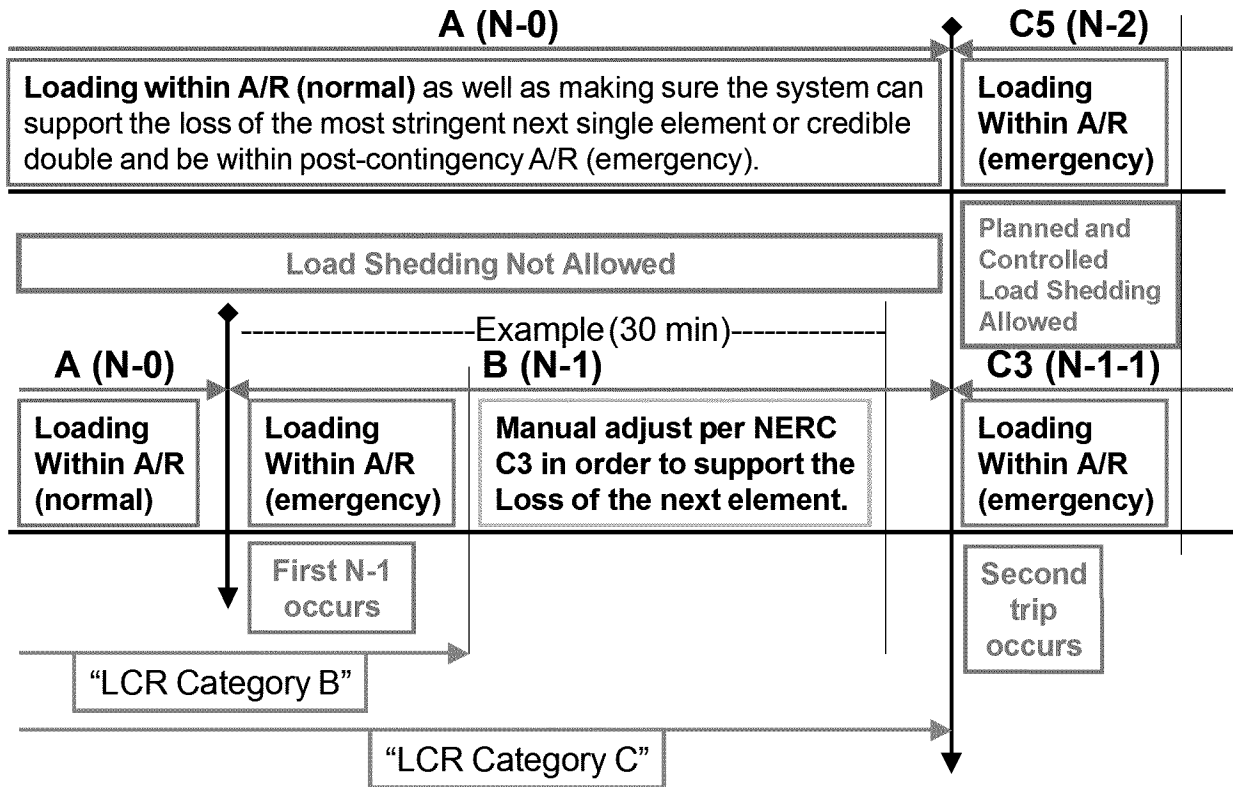 A (N-0)
C5 (N-2)
Loading within A/R (normal) as well as making sure the system can
support the loss of the most stringent next single element or credible
double and be within post-contingency A/R (emergency).
Loading
Within A/R
(emergency)
Load Shedding Not Allowed
Planned and
Controlled
Load Shedding
Allowed
--------------------Example (30 min)-------------
A (N-0)
B (N-1)
C3 (N-1-1)
Loading
Within A/R
(normal)
Loading
Within A/R
(emergency)
Manual adjust per NERC
C3 in order to support the
Loss of the next element.
Loading
Within A/R
(emergency)
First N-1
occurs
Second
trip
occurs
“LCR Category B”
“LCR Category C”